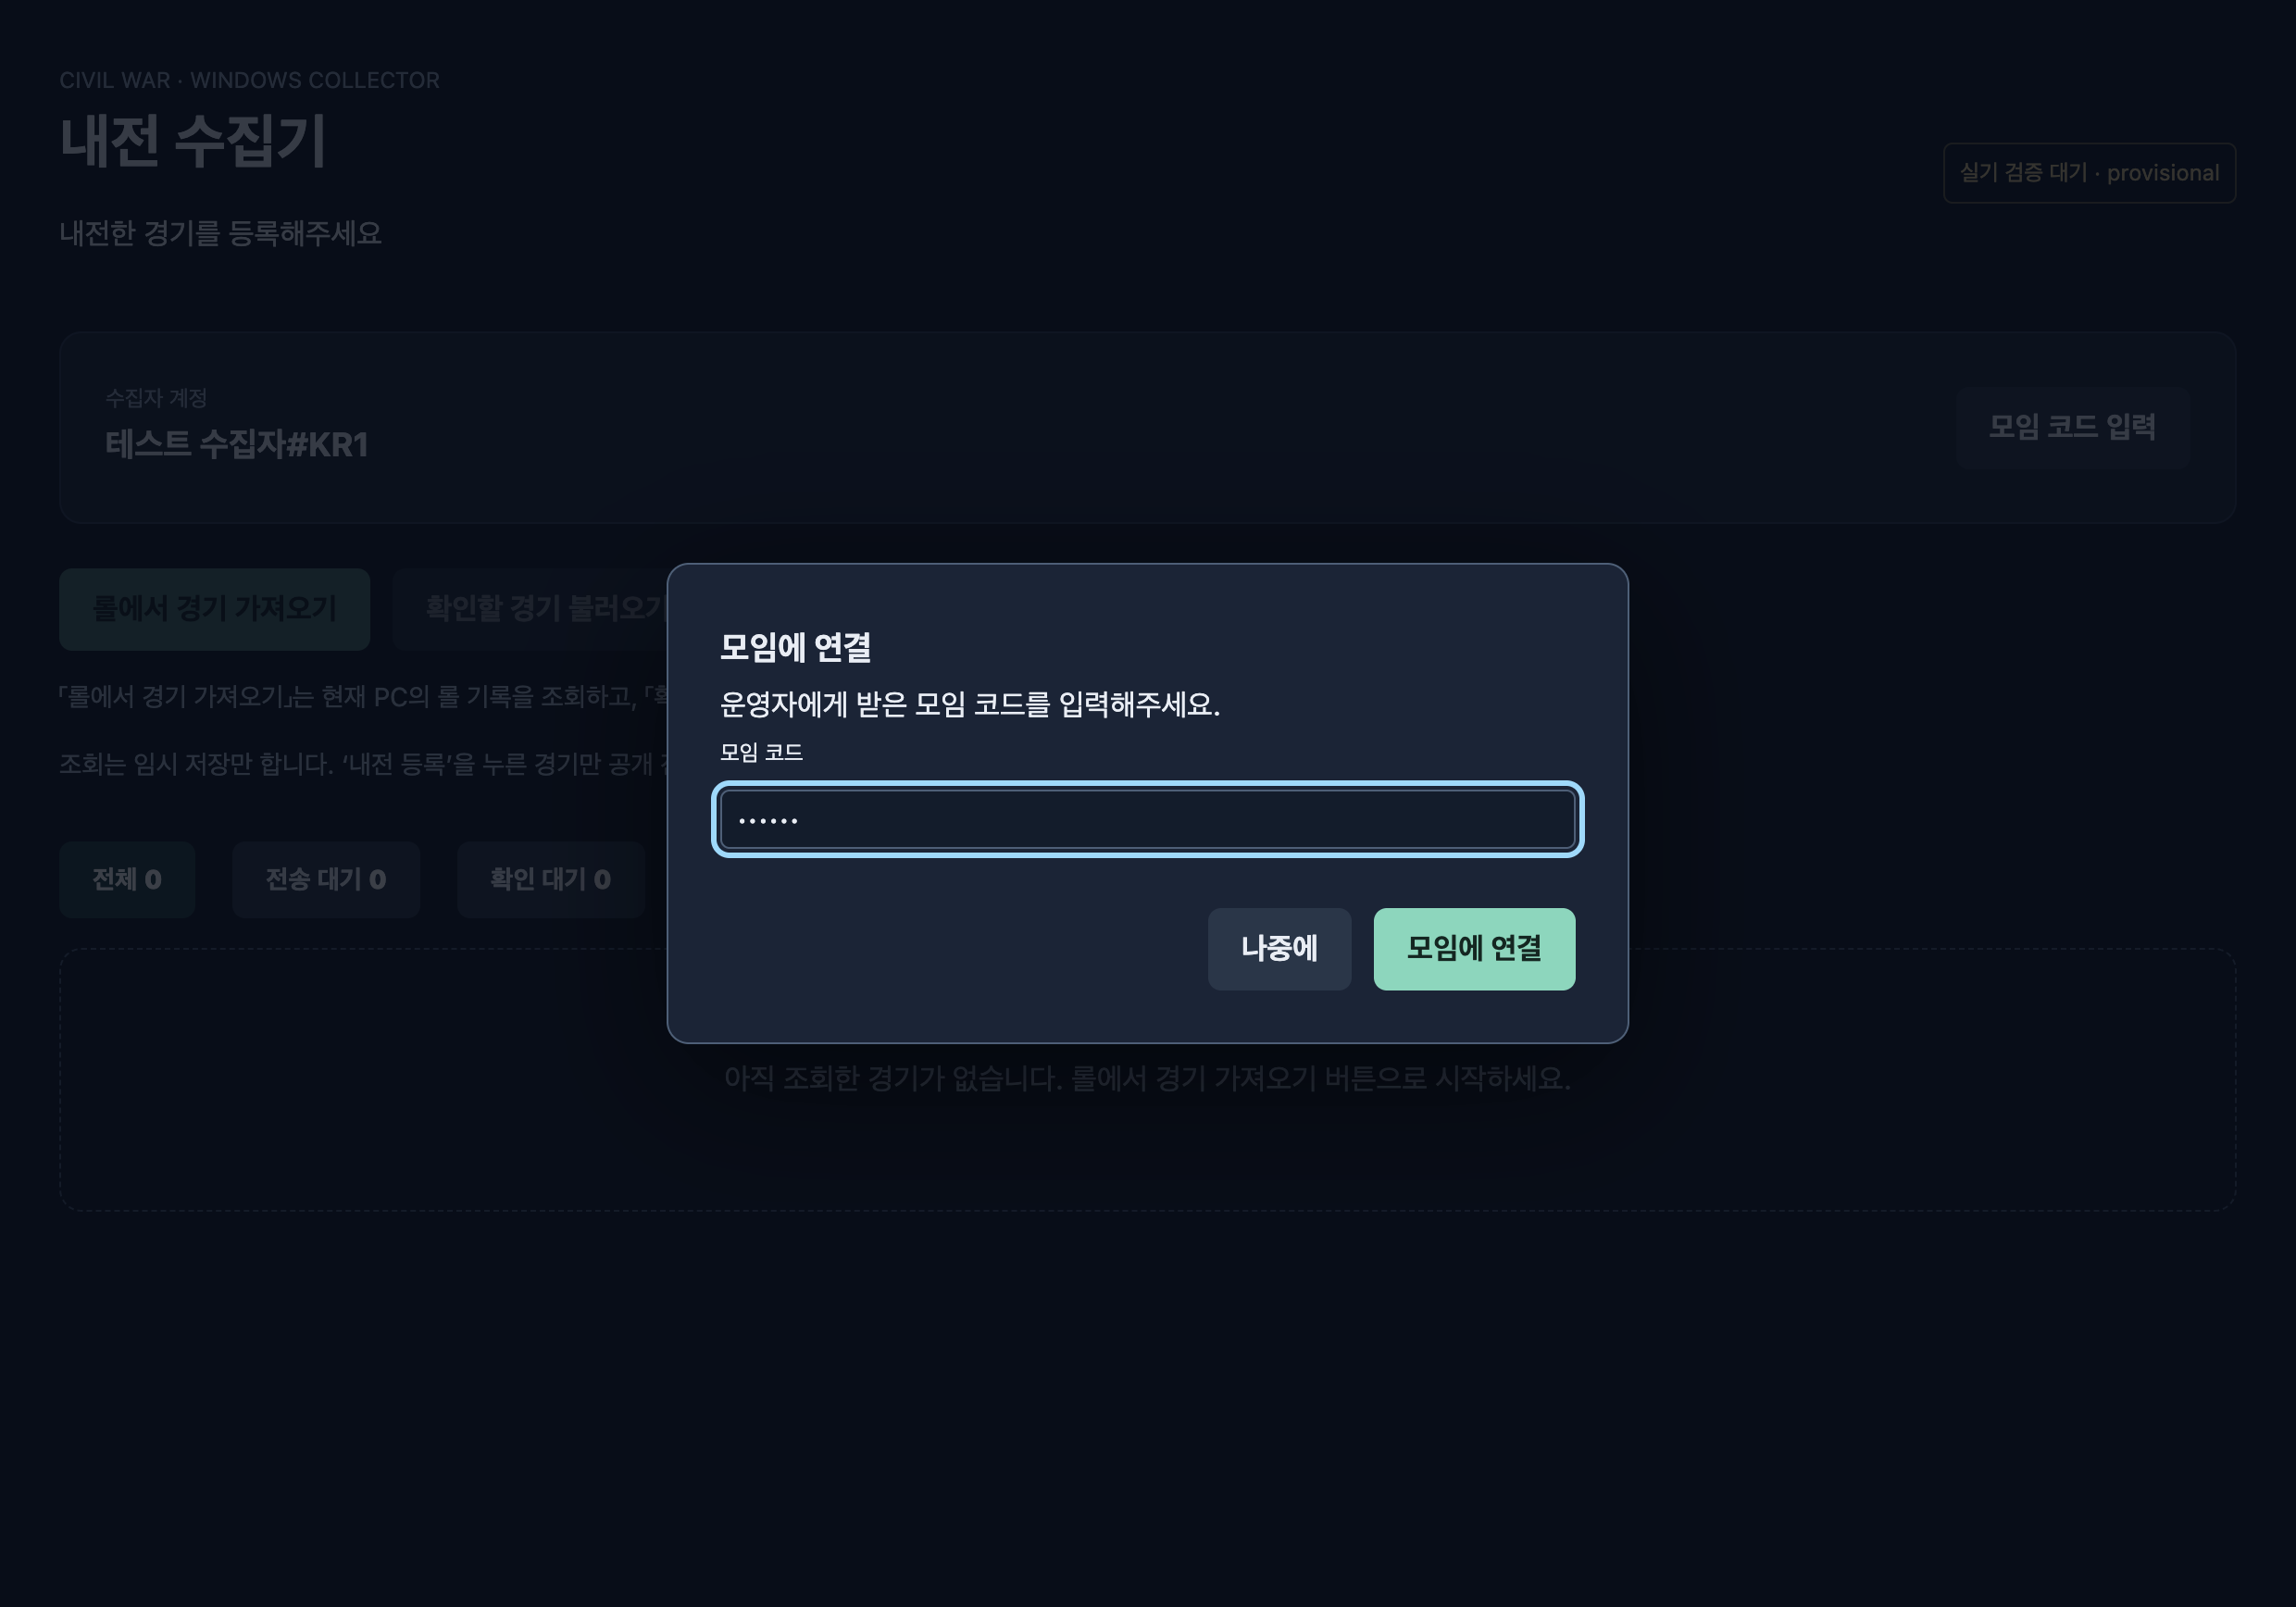 CIVIL WAR · WINDOWS COLLECTOR
내전 수집기
실기 검증 대기 · provisional
내전한 경기를 등록해주세요
수집자 계정
테스트 수집자#KR1
모임 코드 입력
롤에서 경기 가져오기
확인할 경기 불러오기
「롤에서 경기 가져오기」는 현재 PC의 롤 기록을 조회하고, 「
조회는 임시 저장만 합니다. ‘내전 등록’을 누른 경기만 공개
전체 0
전송 대기 0
확인 대기 0
모임에 연결
운영자에게 받은 모임 코드를 입력해주세요.
모임 코드
••••••
나중에
모임에 연결
아직 조회한 경기가 없습니다. 롤에서 경기 가져오기 버튼으로 시작하세요.